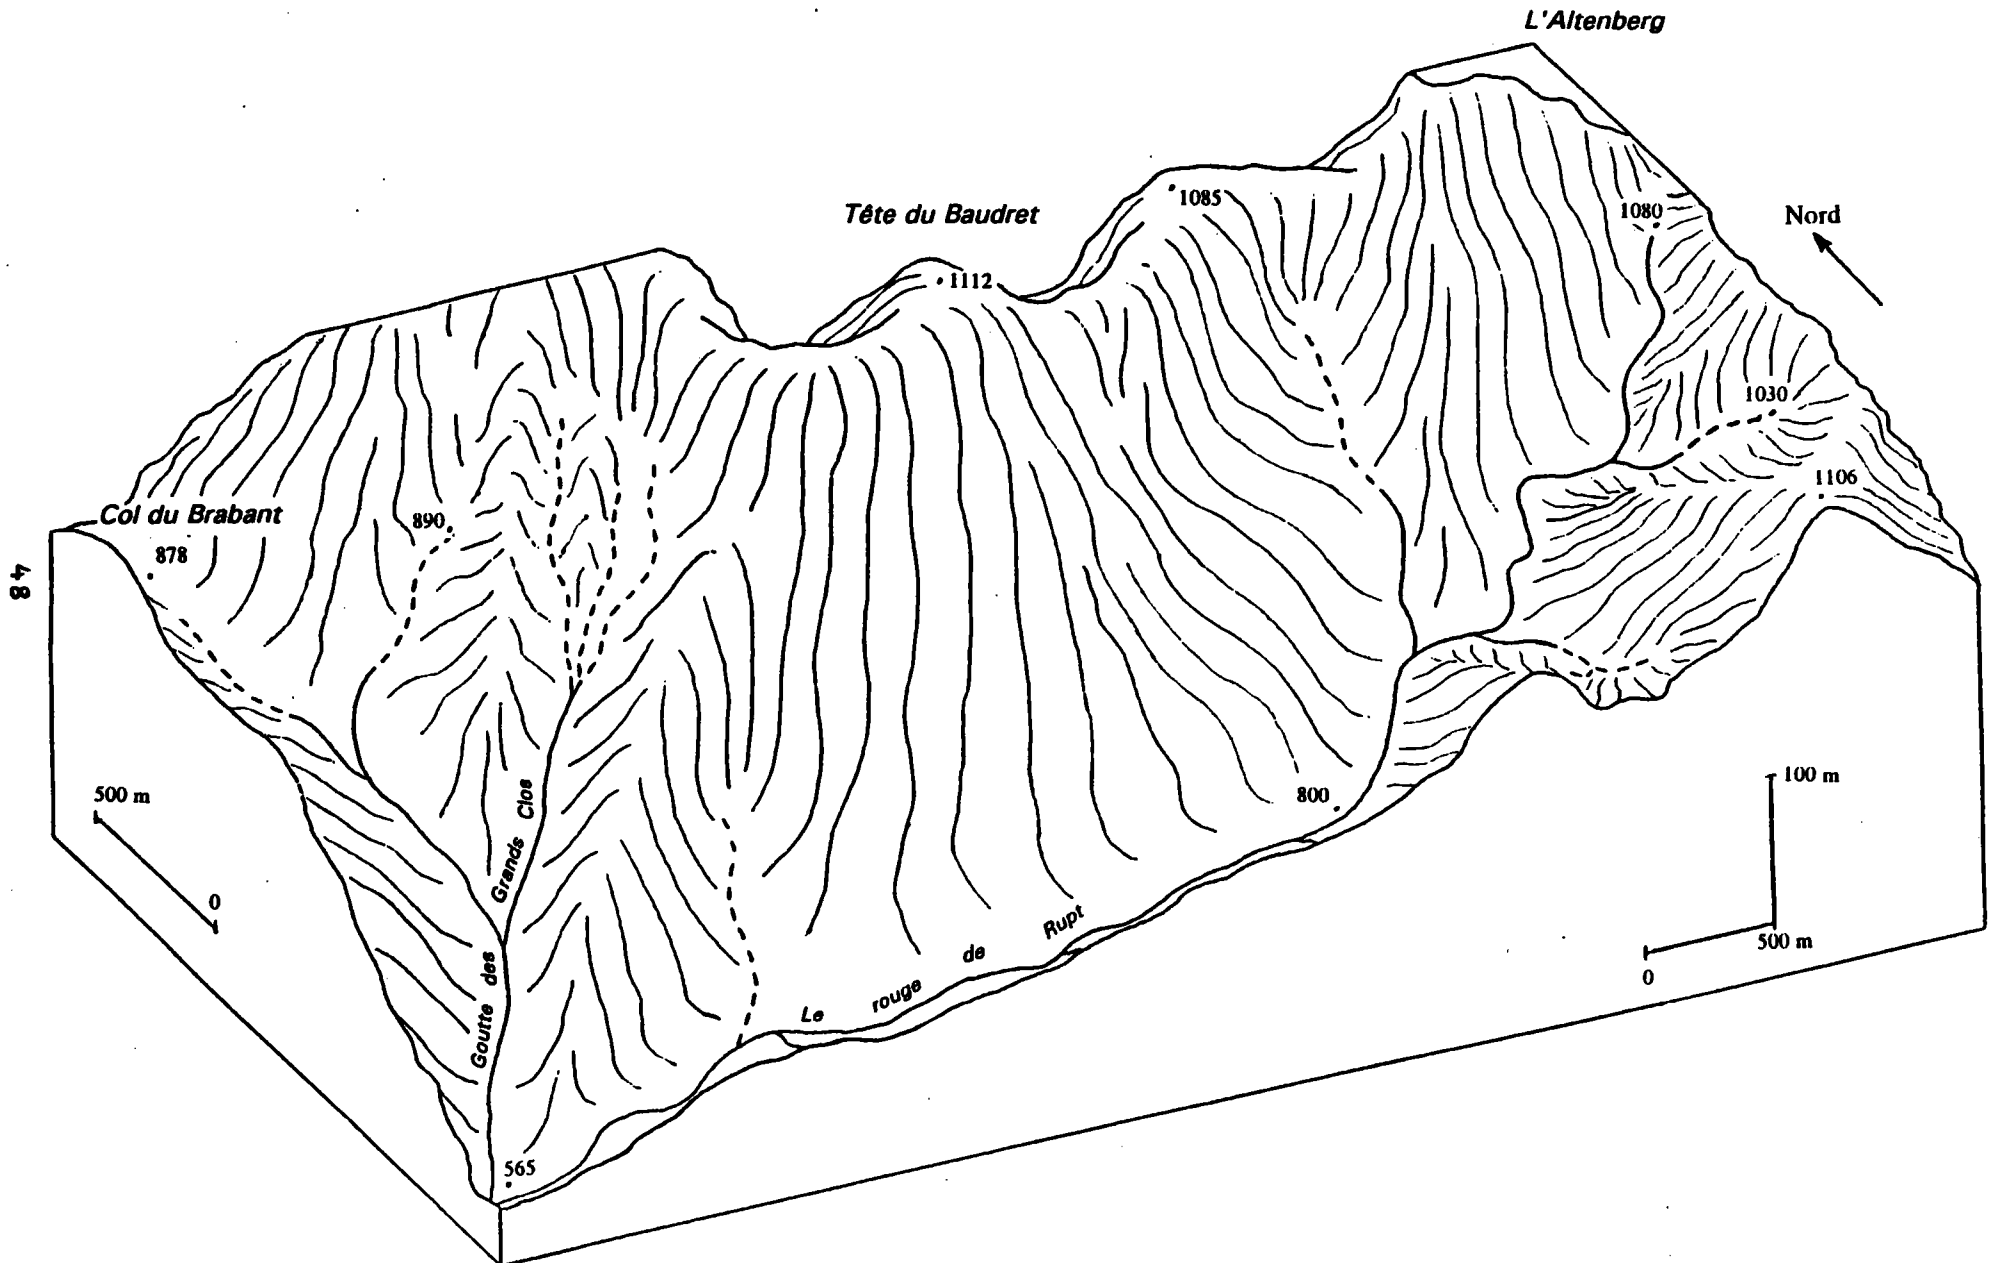 L'Altenberg
1085
Tête du Baudret
1080
Nord
1112
1030
1106
Col du Brabant
890
878
48
500 m
0
Goutte des Grands Clos
800
100 m
500 m
0
Le rouge de Rupt
565